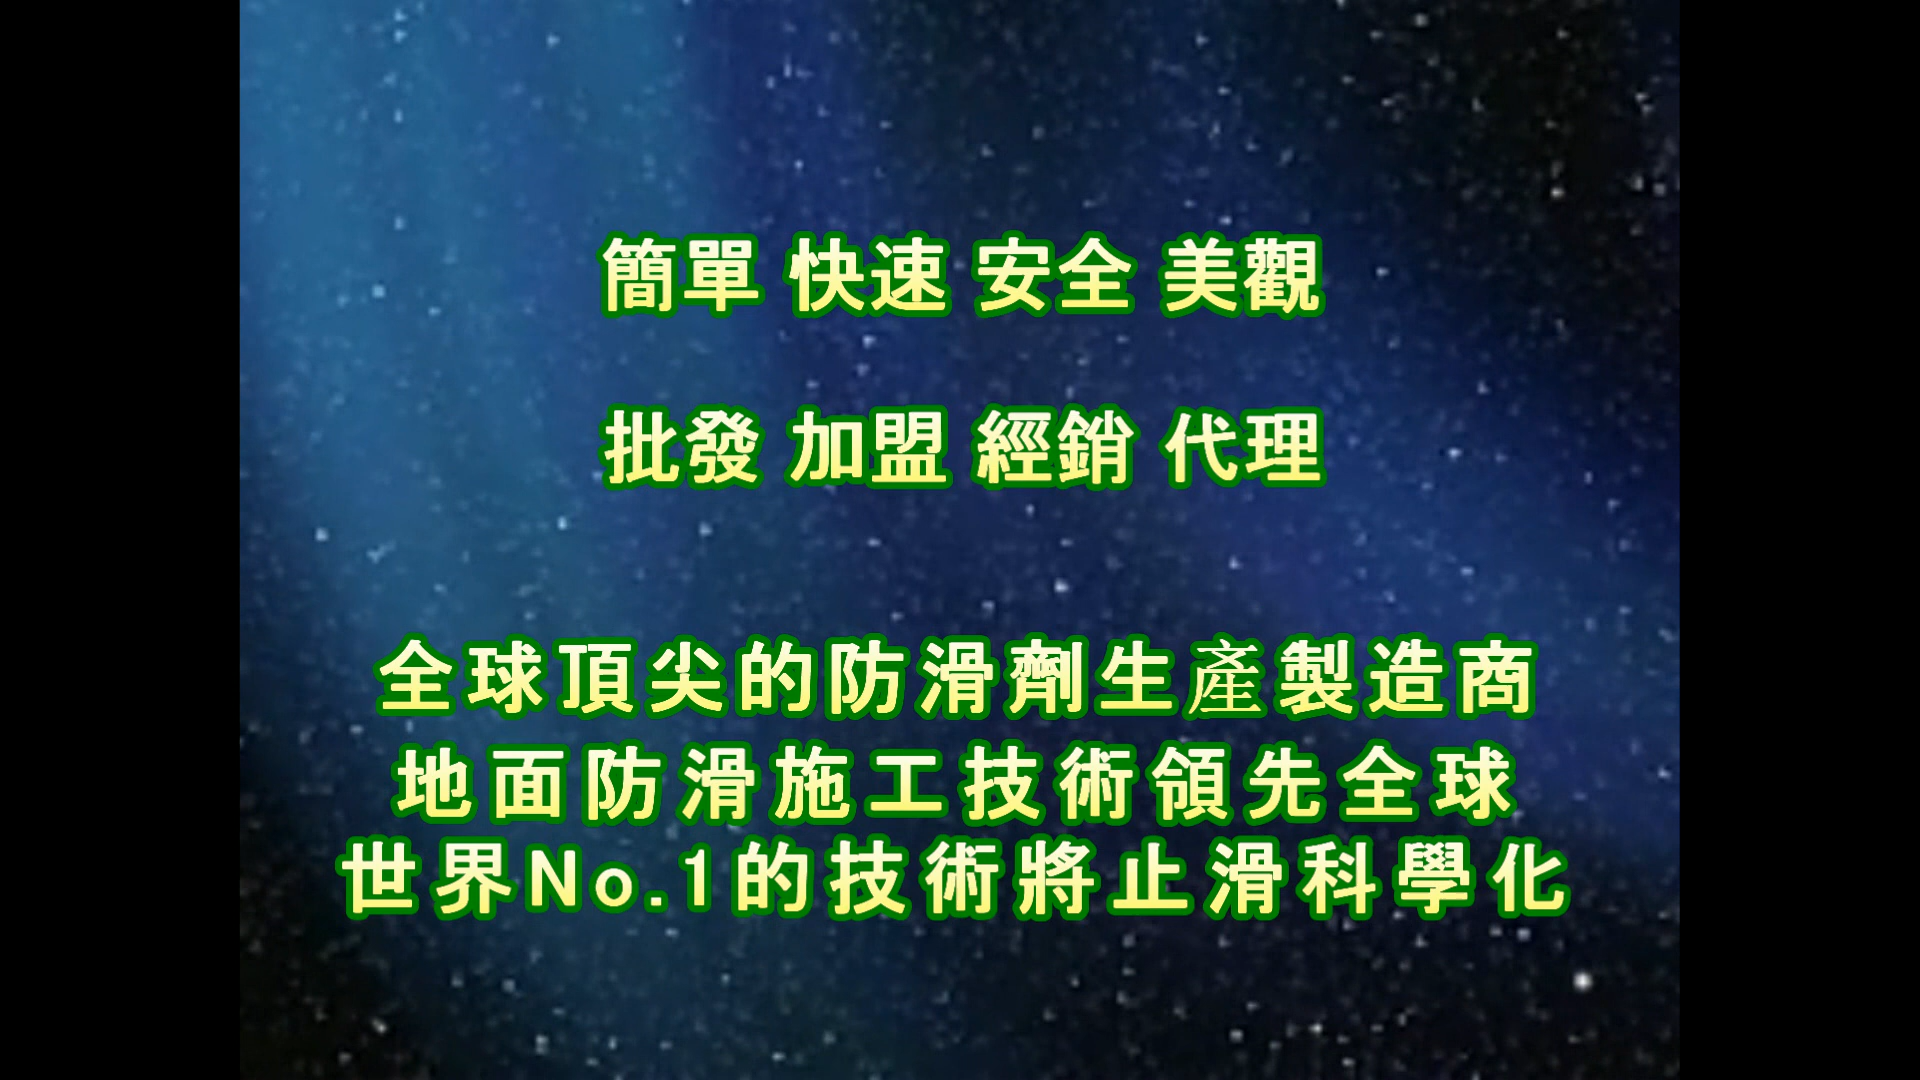 簡單 快速 安全 美觀
批發 加盟 經銷 代理
全球頂尖的防滑劑生產製造商
地面防滑施工技術領先全球
世界No.1的技術將止滑科學化